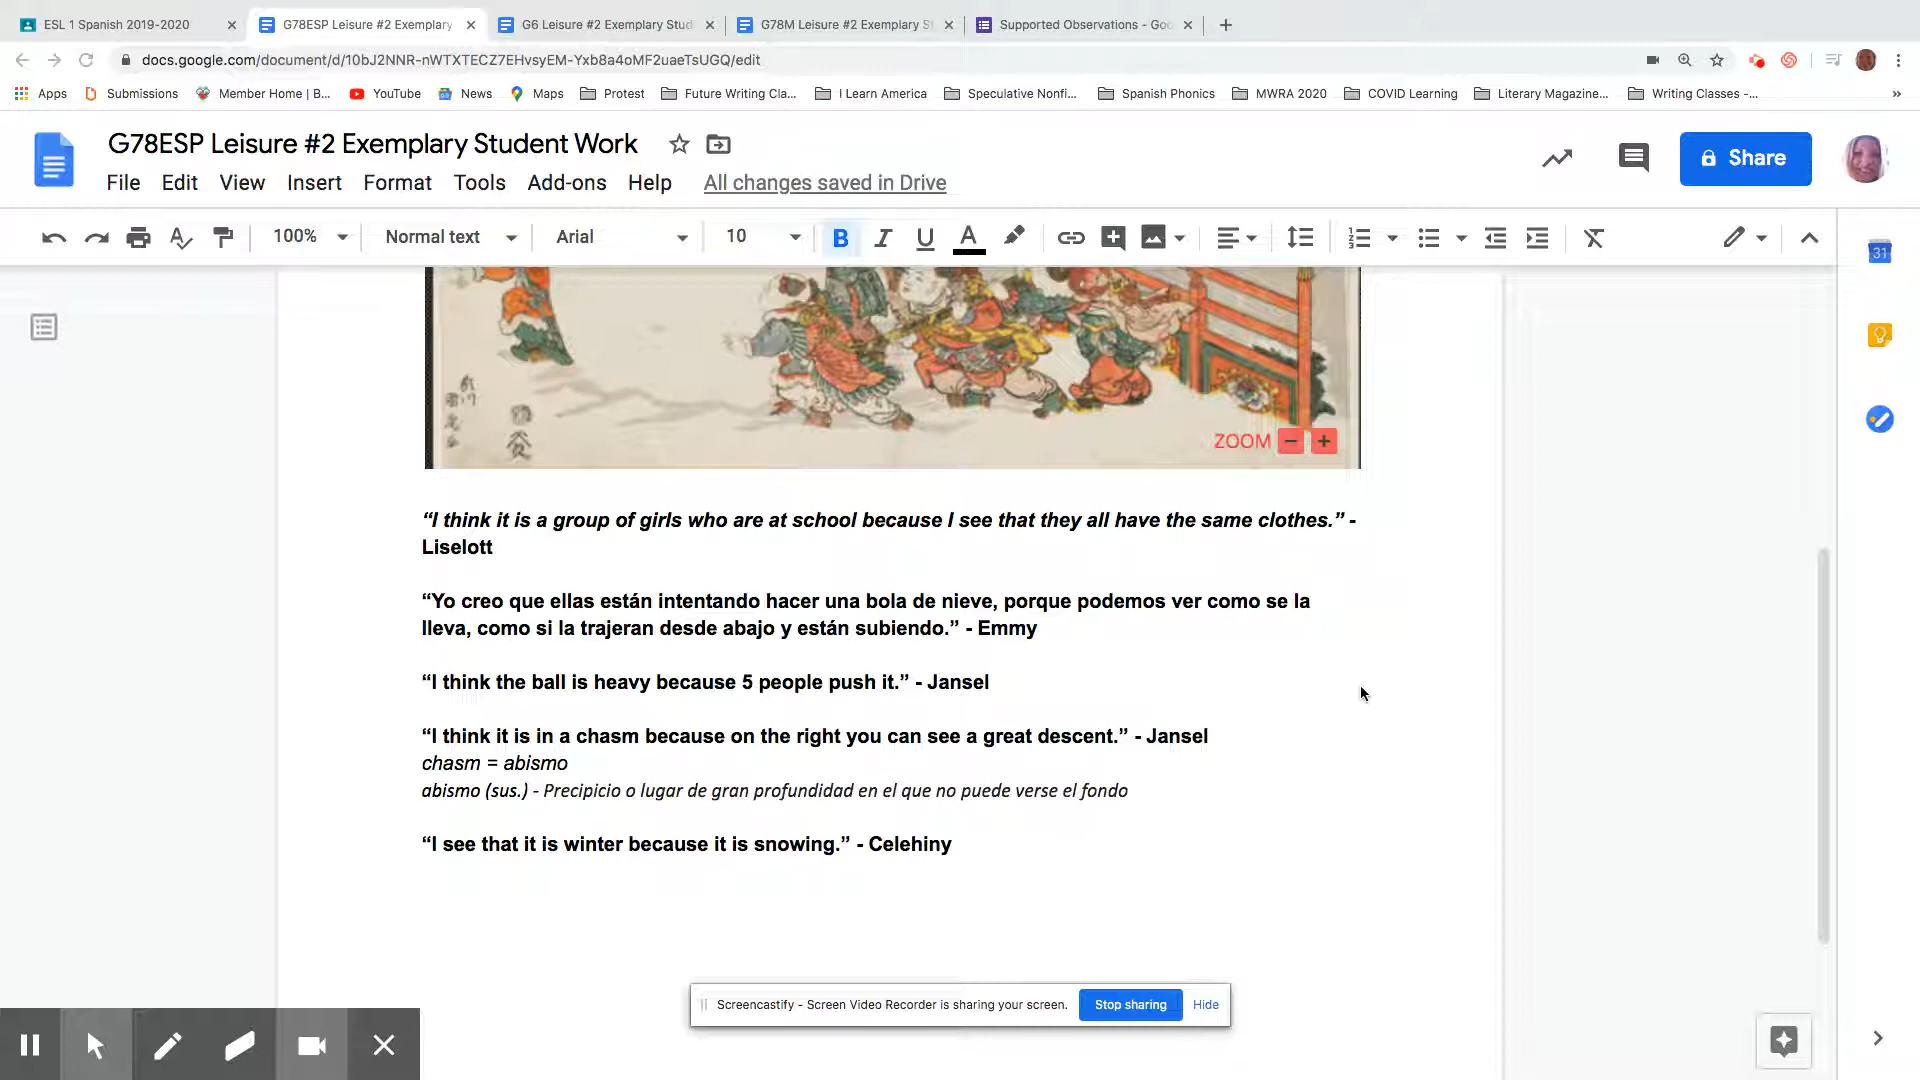 ESL 1 Spanish 2019-2020
G78ESP Leisure #2 Exemplary
G6 Leisure #2 Exemplary Stud
G78M Leisure #2 Exemplary S
Supported Observations - Goo
docs.google.com/document/d/10bJ2NNR-nWTXTECZ7EHvsyEM-Yxb8a4oMF2uaeTsUGQ/edit
Apps Submissions Member Home | B... YouTube News Maps Protest Future Writing Cla... I Learn America Speculative Nonfi... Spanish Phonics MWRA 2020 COVID Learning Literary Magazine... Writing Classes -... »
G78ESP Leisure #2 Exemplary Student Work
Share
File Edit View Insert Format Tools Add-ons Help All changes saved in Drive
100% Normal text Arial 10 B I U A
31
ZOOM − +
“I think it is a group of girls who are at school because I see that they all have the same clothes.” -
Liselott
“Yo creo que ellas están intentando hacer una bola de nieve, porque podemos ver como se la
lleva, como si la trajeran desde abajo y están subiendo.” - Emmy
“I think the ball is heavy because 5 people push it.” - Jansel
“I think it is in a chasm because on the right you can see a great descent.” - Jansel
chasm = abismo
abismo (sus.) - Precipicio o lugar de gran profundidad en el que no puede verse el fondo
“I see that it is winter because it is snowing.” - Celehiny
Screencastify - Screen Video Recorder is sharing your screen. Stop sharing Hide